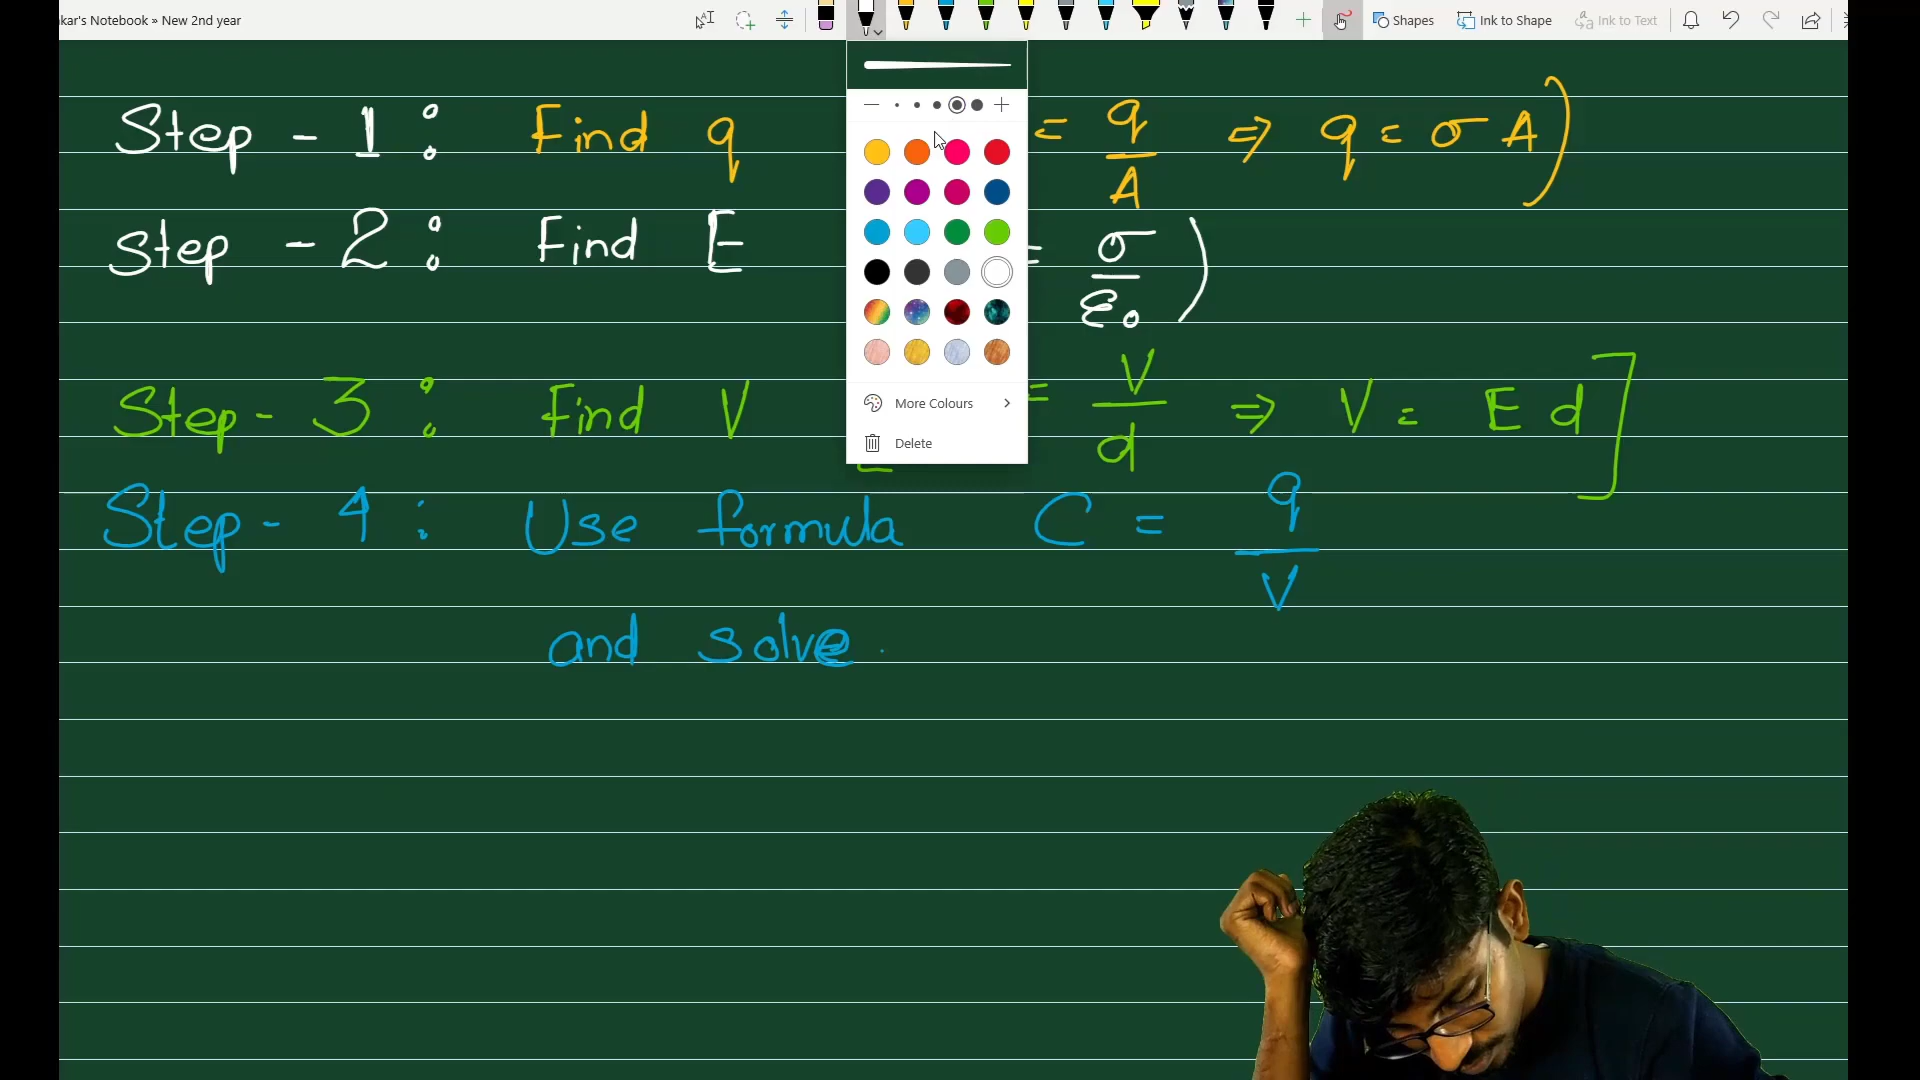 nkar's Notebook » New 2nd year
Shapes Ink to Shape Ink to Text
Step - 1 : Find q = q/A ⇒ q = σ A)
Step - 2 : Find E = σ/ε₀ )
Step - 3 : Find V = V/d ⇒ V = E d]
More Colours
Delete
Step - 4 : Use formula C = q/V
and solve.